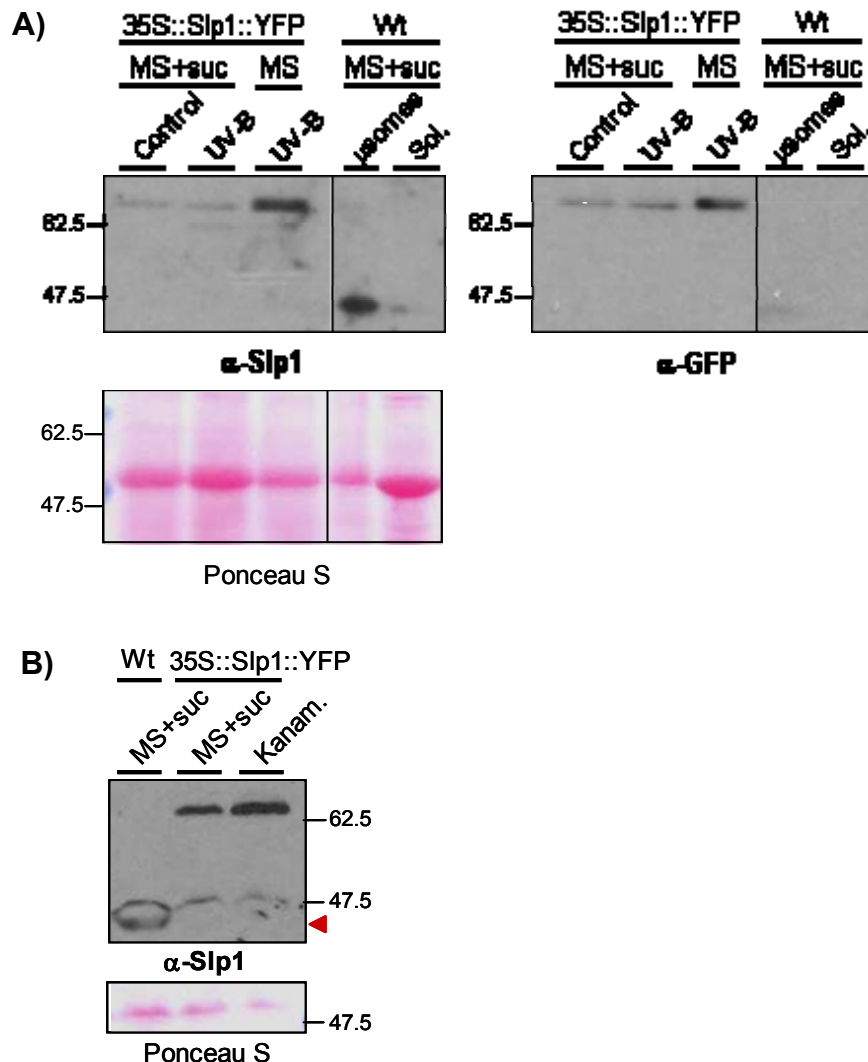 A)
35S::Slp1::YFP Wt
MS+suc MS MS+suc
Control UV-B UV-B µsomes Sol.
62.5
47.5
α-Slp1
35S::Slp1::YFP Wt
MS+suc MS MS+suc
Control UV-B UV-B µsomes Sol.
62.5
47.5
α-GFP
62.5
47.5
Ponceau S
B)
Wt 35S::Slp1::YFP
MS+suc MS+suc Kanam.
62.5
47.5
α-Slp1
47.5
Ponceau S